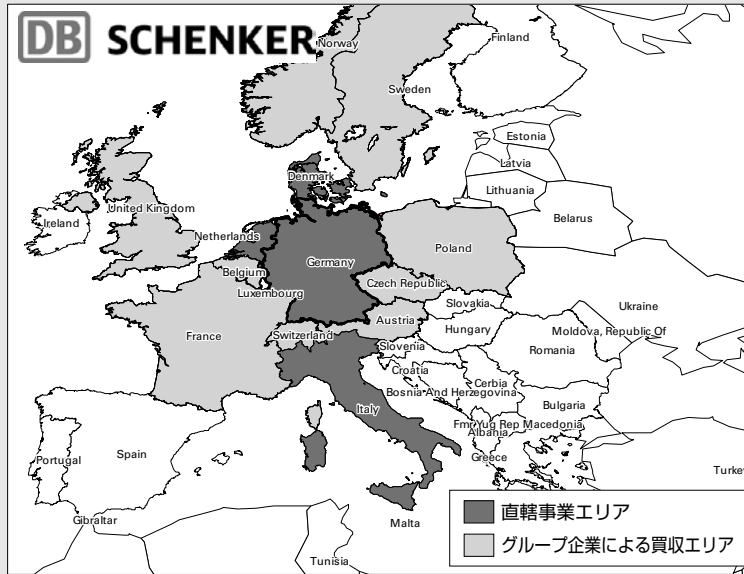 DB SCHENKER
Norway
Finland
Sweden
Estonia
Latvia
Denmark
Lithuania
United Kingdom
Belarus
Ireland
Netherlands
Poland
Germany
Belgium
Czech Republic
Luxembourg
Slovakia
Ukraine
Austria
Hungary
Moldova, Republic Of
France
Switzerland
Romania
Slovenia
Croatia
Cerbia
Bosnia And Herzegovina
Bulgaria
Italy
Fmr Yug Rep Macedonia
Albania
Spain
Greece
Portugal
Turkey
Gibraltar
Malta
Tunisia
直轄事業エリア
グループ企業による買収エリア